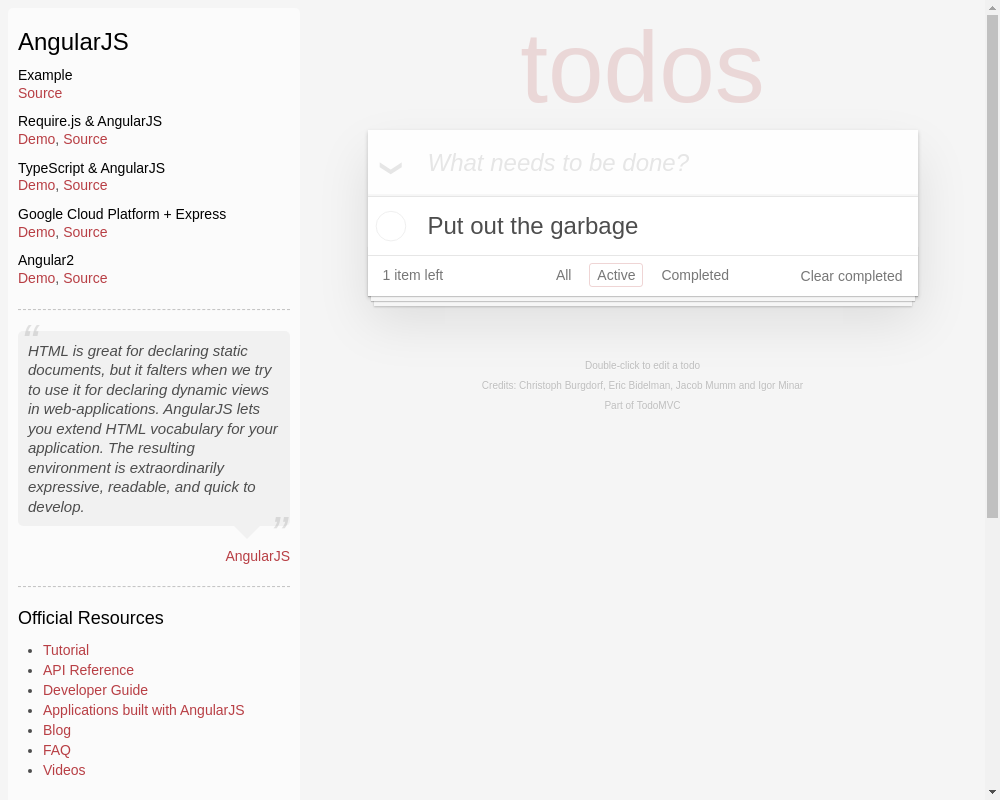 AngularJS
Example
Source
Require.js & AngularJS
Demo, Source
TypeScript & AngularJS
Demo, Source
Google Cloud Platform + Express
Demo, Source
Angular2
Demo, Source
“
HTML is great for declaring static
documents, but it falters when we try
to use it for declaring dynamic views
in web-applications. AngularJS lets
you extend HTML vocabulary for your
application. The resulting
environment is extraordinarily
expressive, readable, and quick to
develop.
”
AngularJS
Official Resources
Tutorial
API Reference
Developer Guide
Applications built with AngularJS
Blog
FAQ
Videos
todos
What needs to be done?
Put out the garbage
1 item left
All Active Completed
Clear completed
Double-click to edit a todo
Credits: Christoph Burgdorf, Eric Bidelman, Jacob Mumm and Igor Minar
Part of TodoMVC